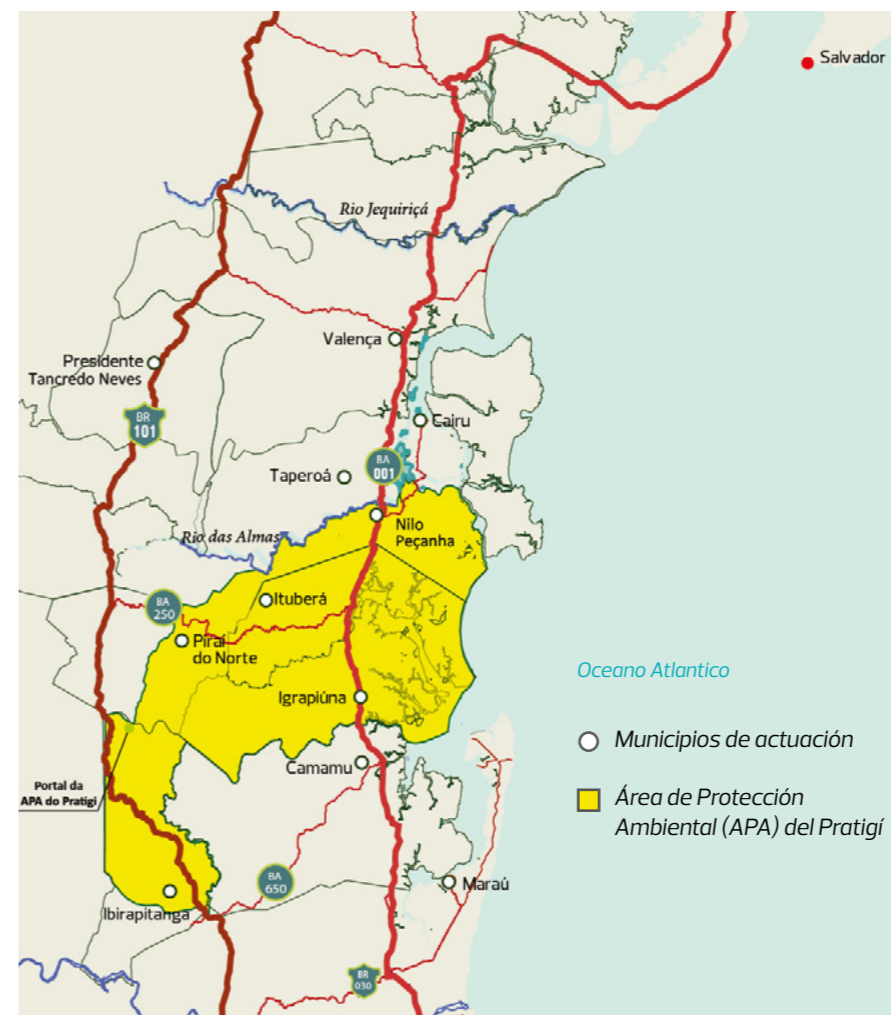 Salvador
Rio Jequiriçá
Valença
Presidente
Tancredo Neves
BR
101
Cairu
BA
001
Taperoá
Nilo
Peçanha
Rio das Almas
Ituberá
BA
250
Piraí
do Norte
Oceano Atlantico
Igrapiúna
Municipios de actuación
Camamu
Portal da
APA do Pratigi
Área de Protección
Ambiental (APA) del Pratigí
BA
650
Maraú
Ibirapitanga
BR
030